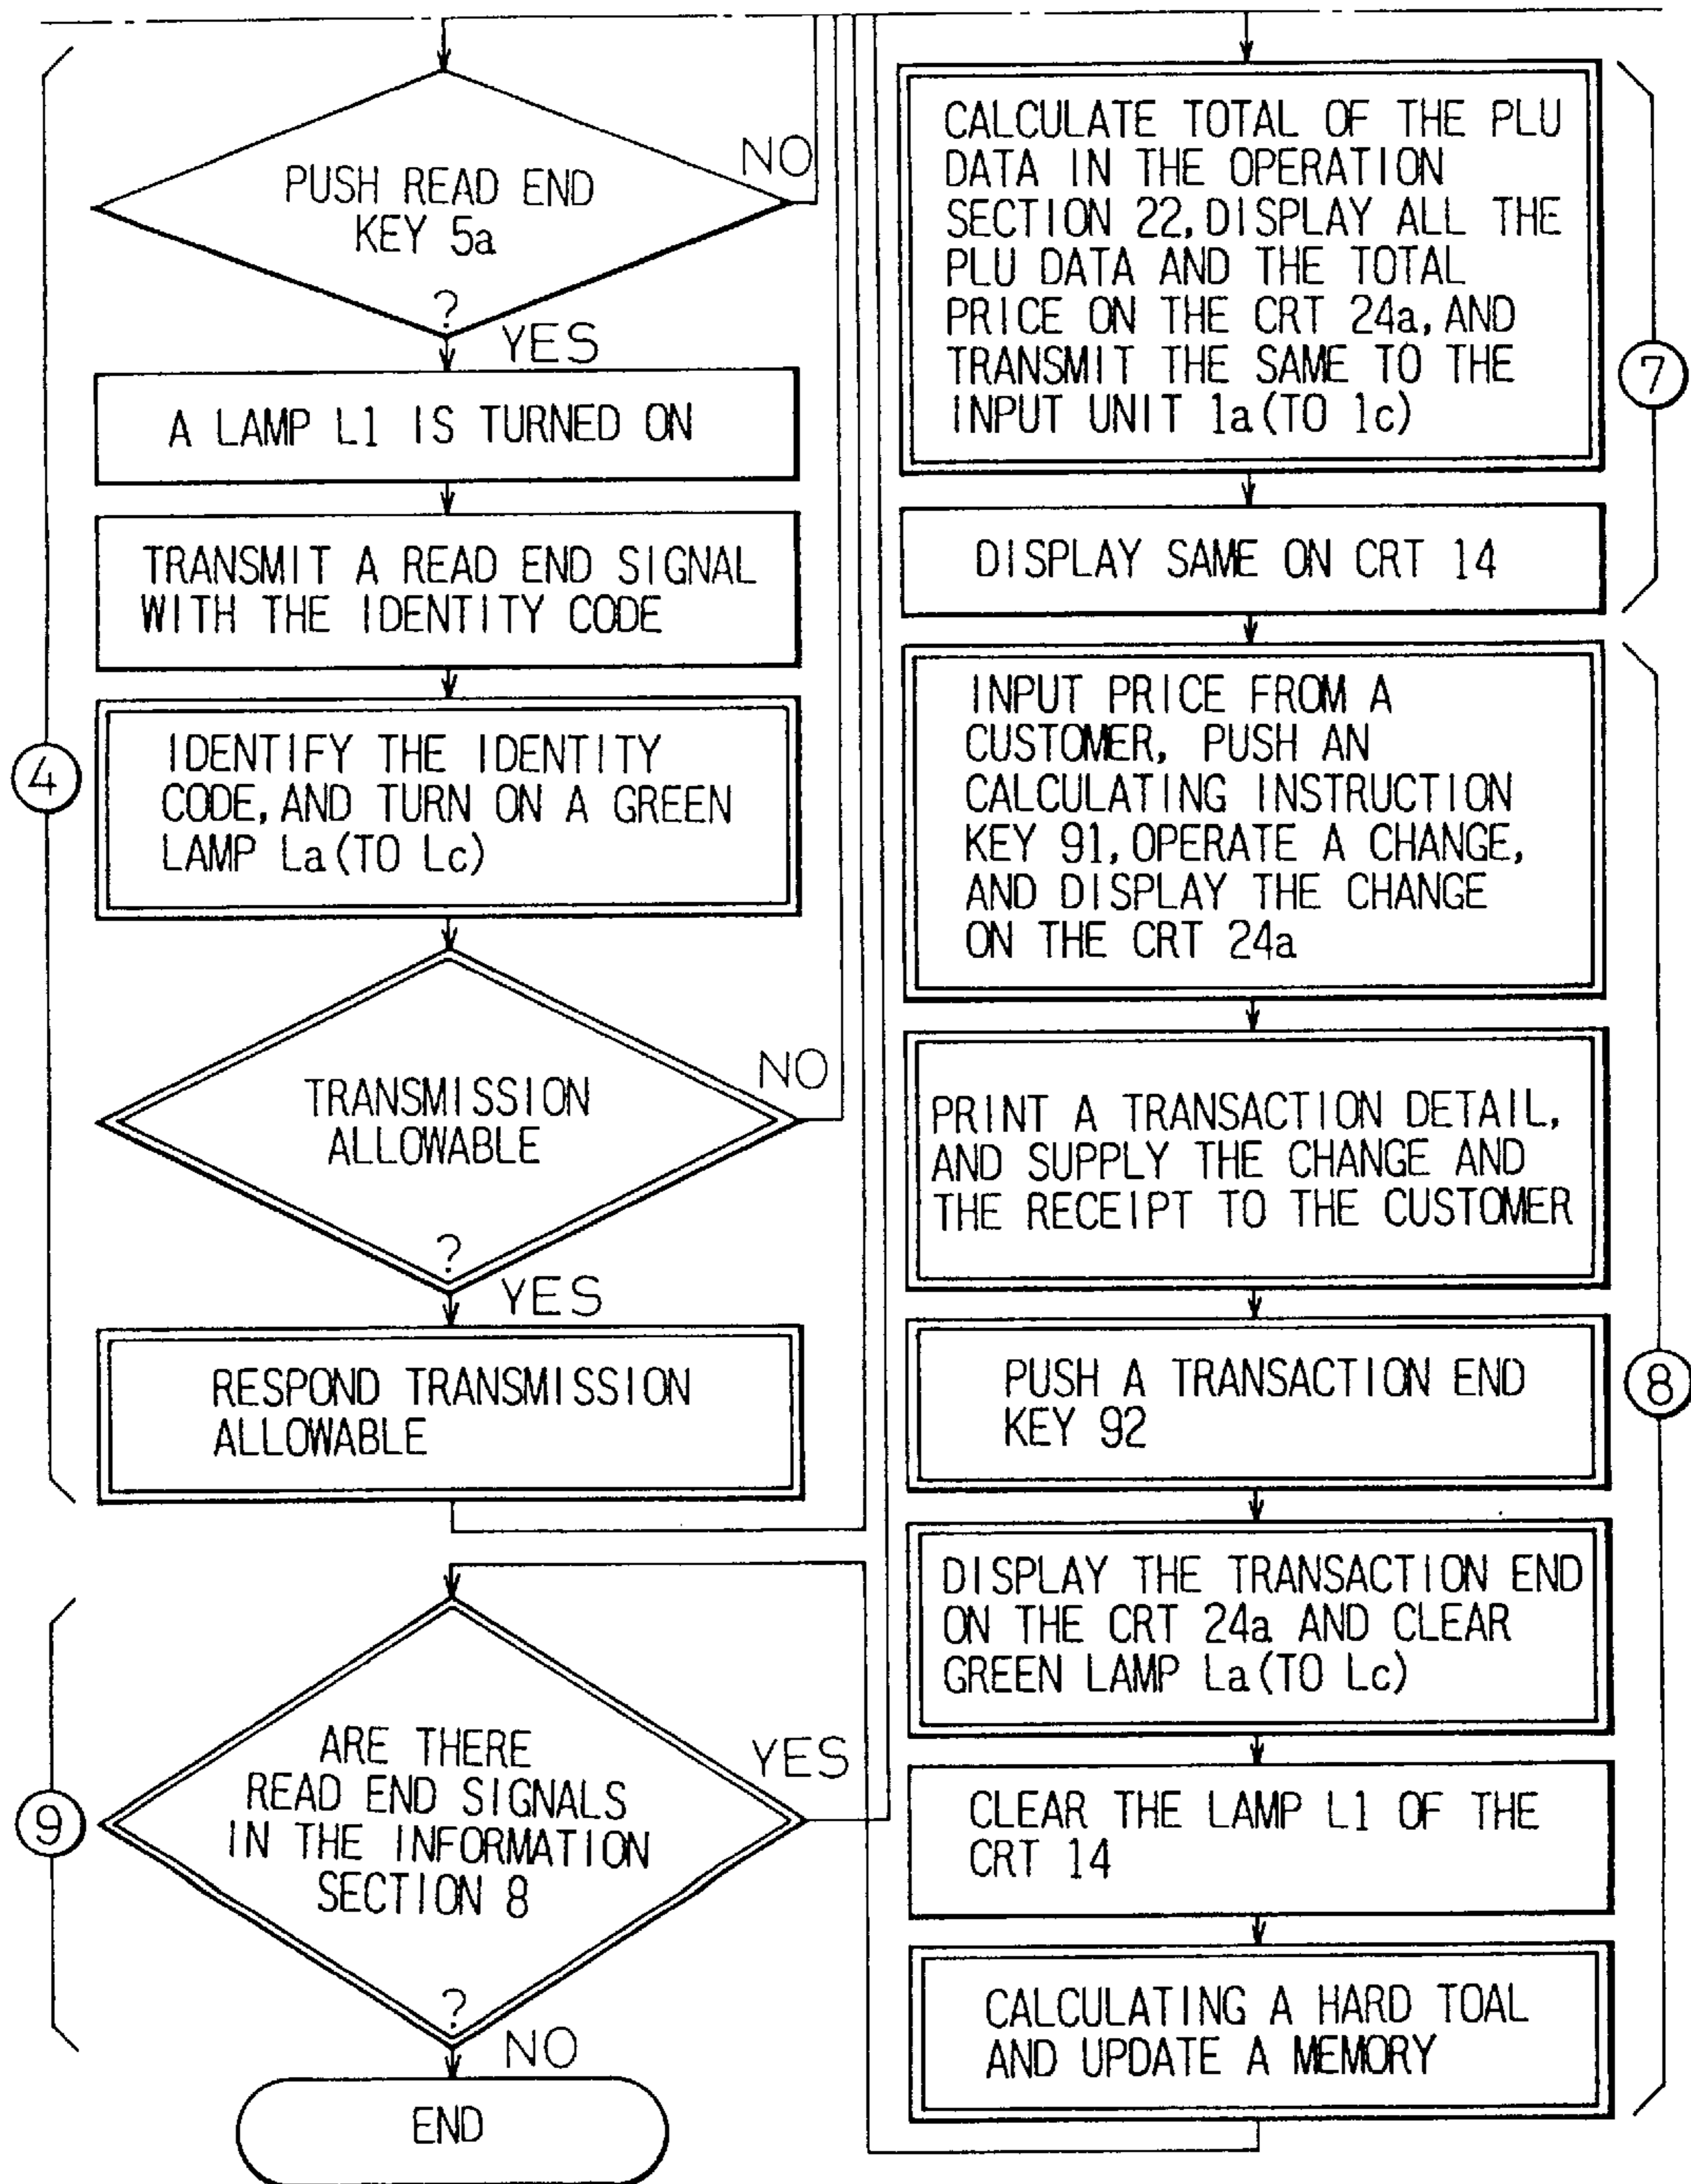 PUSH READ END
KEY 5a
?
NO
YES
A LAMP L1 IS TURNED ON
TRANSMIT A READ END SIGNAL
WITH THE IDENTITY CODE
IDENTIFY THE IDENTITY
CODE, AND TURN ON A GREEN
LAMP La (TO Lc)
4
TRANSMISSION
ALLOWABLE
?
NO
YES
RESPOND TRANSMISSION
ALLOWABLE
ARE THERE
READ END SIGNALS
IN THE INFORMATION
SECTION 8
?
YES
9
NO
END
CALCULATE TOTAL OF THE PLU
DATA IN THE OPERATION
SECTION 22, DISPLAY ALL THE
PLU DATA AND THE TOTAL
PRICE ON THE CRT 24a, AND
TRANSMIT THE SAME TO THE
INPUT UNIT 1a (TO 1c)
7
DISPLAY SAME ON CRT 14
INPUT PRICE FROM A
CUSTOMER, PUSH AN
CALCULATING INSTRUCTION
KEY 91, OPERATE A CHANGE,
AND DISPLAY THE CHANGE
ON THE CRT 24a
PRINT A TRANSACTION DETAIL,
AND SUPPLY THE CHANGE AND
THE RECEIPT TO THE CUSTOMER
PUSH A TRANSACTION END
KEY 92
8
DISPLAY THE TRANSACTION END
ON THE CRT 24a AND CLEAR
GREEN LAMP La (TO Lc)
CLEAR THE LAMP L1 OF THE
CRT 14
CALCULATING A HARD TOAL
AND UPDATE A MEMORY